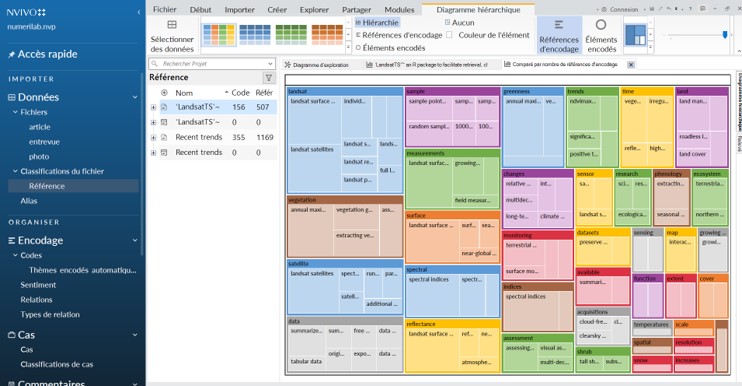 NVIVO
numerilab.nvp
Accès rapide
IMPORTER
Données
Fichiers
article
entrevue
photo
Classifications du fichier
Référence
Alias
ORGANISER
Encodage
Codes
Thèmes encodés automatiqu...
Sentiment
Relations
Types de relation
Cas
Cas
Classifications de cas
Commentaires
Fichier Début Importer Créer Explorer Partager Modules Diagramme hiérarchique Connexion
Sélectionner des données
Hiérarchie
Références d'encodage
Éléments encodés
Aucun
Couleur de l'élément
Références d'encodage
Éléments encodés
Rechercher Projet
Référence
Nom Code Référ
'LandsatTS'~ 156 507
'LandsatTS'~ 0 0
Recent trends 355 1169
Recent trends 0 0
Diagramme d'exploration
'LandsatTS'~ an R package to facilitate retrieval, cl
Comparé par nombre de références d'encodage
landsat
landsat surface ...
individ...
landsat satellites
landsat s...
lands...
landsat re...
full l...
landsat p...
vegetation
annual maxi...
vegetation g...
ass...
extracting ve...
satellite
landsat satellites
spect...
run...
par...
satell...
additional ...
data
summarize...
sum...
free ...
data ...
tabular data
origi...
expo...
data ...
sample
sample point...
samp...
samp...
random sampl...
1000...
100...
measurements
landsat surfac...
growing...
field measur...
surface
landsat surface ...
surf...
sea...
near-global ...
spectral
spectral indices
spectr...
reflectance
landsat surface ...
ref...
ne...
atmosphe...
greenness
annual maxi...
ve...
trends
ndvimax...
significa...
positive t...
time
vege...
irregu...
refle...
high...
land
land man...
roadless l...
land cover
changes
relative ...
int...
multidec...
long-te...
climate ...
monitoring
terrestrial ...
surface mo...
indices
spectral indices
assessment
assessing...
visual as...
multi-dec...
sensor
sa...
landsat s...
research
sci...
res...
ecologica...
phenology
extractin...
seasonal ...
ecosystem
terrestria...
northern ...
datasets
preserve ...
sensing
map
interac...
growing ...
growi...
available
summari...
function
extent
cover
acquisitions
cloud-fre...
cl...
cleansky ...
shrub
tall sh...
subs...
temperatures
scale
spatial
resolution
snow
increases